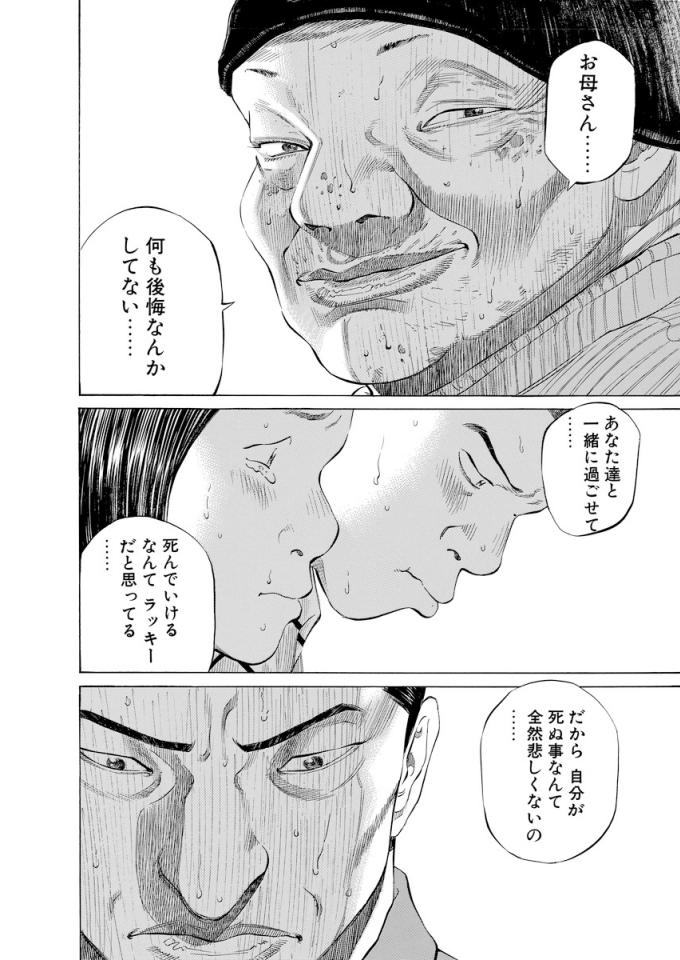 お母さん……
何も後悔なんか
してない……
あなた達と
一緒に過ごせて
……
死んでいける
なんて ラッキー
だと思ってる
……
だから 自分が
死ぬ事なんて
全然悲しくないの
……